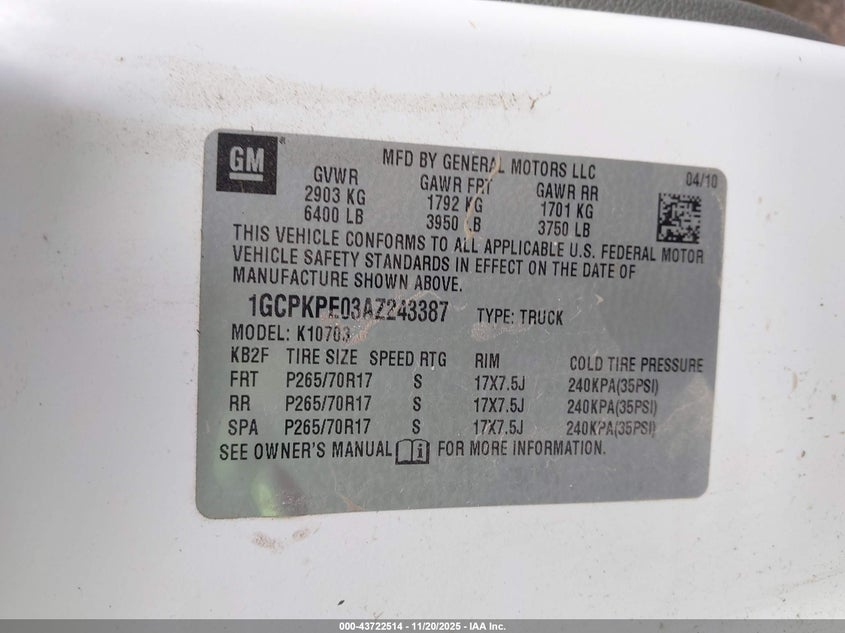 GM
MFD BY GENERAL MOTORS LLC 04/10
GVWR GAWR FRT GAWR RR
2903 KG 1792 KG 1701 KG
6400 LB 3950 LB 3750 LB
THIS VEHICLE CONFORMS TO ALL APPLICABLE U.S. FEDERAL MOTOR
VEHICLE SAFETY STANDARDS IN EFFECT ON THE DATE OF
MANUFACTURE SHOWN ABOVE.
1GCPKPE03AZ243387 TYPE: TRUCK
MODEL: K10703
KB2F TIRE SIZE SPEED RTG RIM COLD TIRE PRESSURE
FRT P265/70R17 S 17X7.5J 240KPA(35PSI)
RR P265/70R17 S 17X7.5J 240KPA(35PSI)
SPA P265/70R17 S 17X7.5J 240KPA(35PSI)
SEE OWNER'S MANUAL FOR MORE INFORMATION.
000-43722514 - 11/20/2025 - IAA Inc.